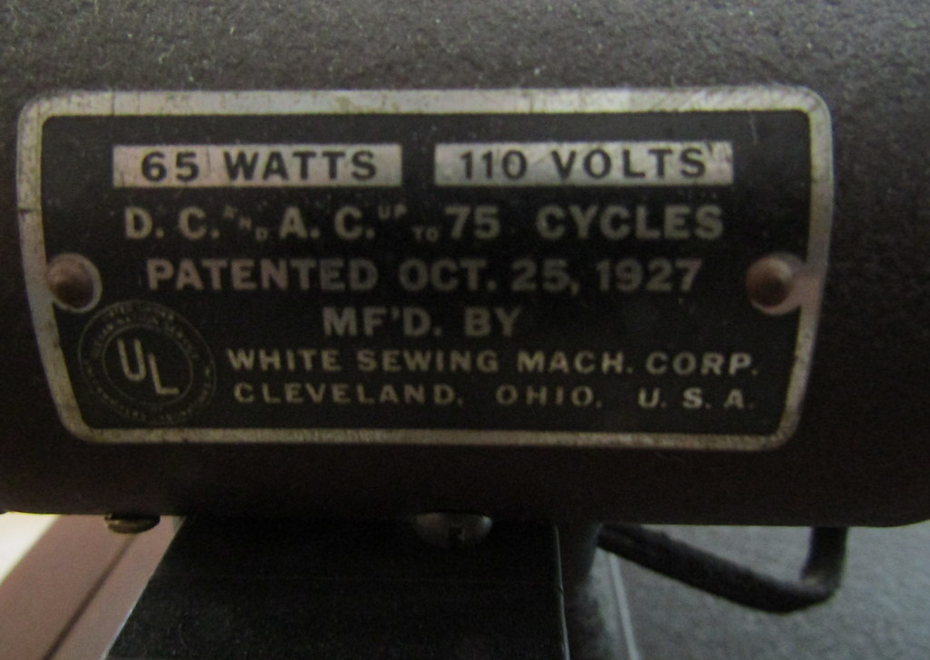 65 WATTS 110 VOLTS
D. C. AND A. C. UP TO 75 CYCLES
PATENTED OCT. 25, 1927
MF'D. BY
WHITE SEWING MACH. CORP.
CLEVELAND, OHIO, U. S. A.
UL